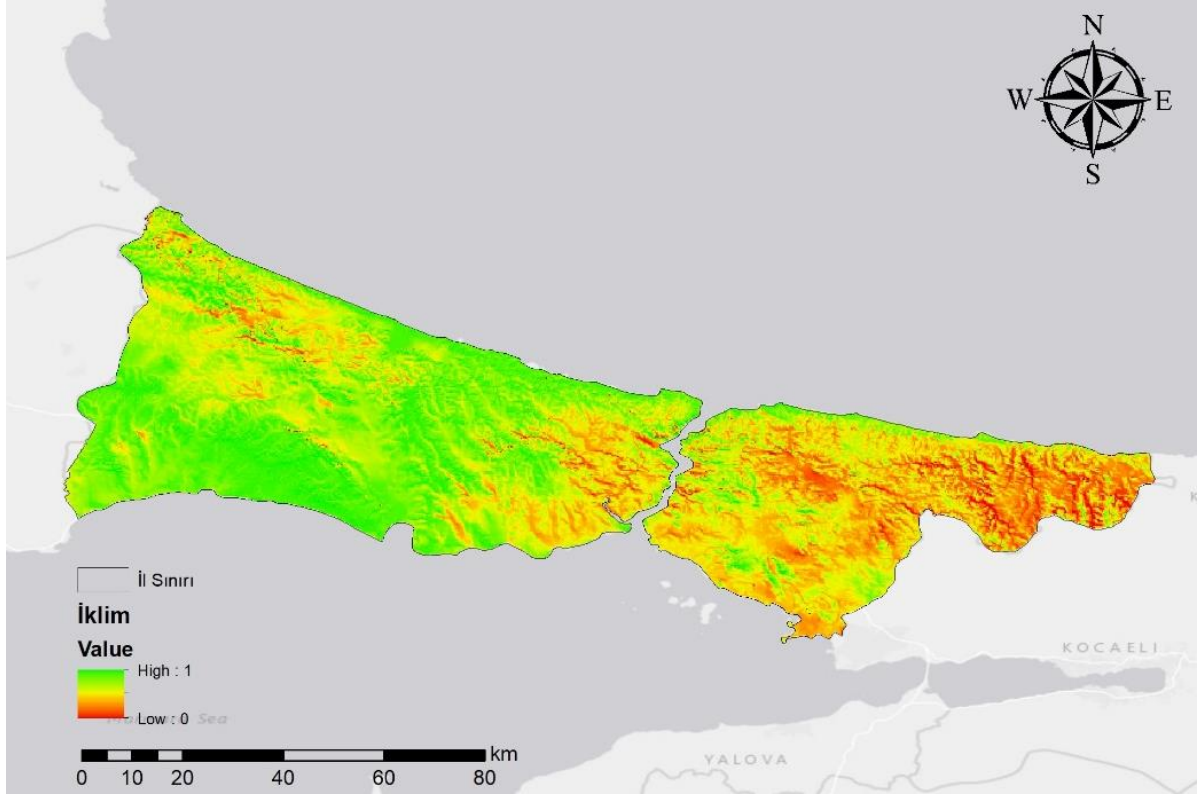 N
W E
S
İl Sınırı
İklim
Value
High : 1
Low : 0
Sea
km
0 10 20 40 60 80
KOCAELİ
YALOVA